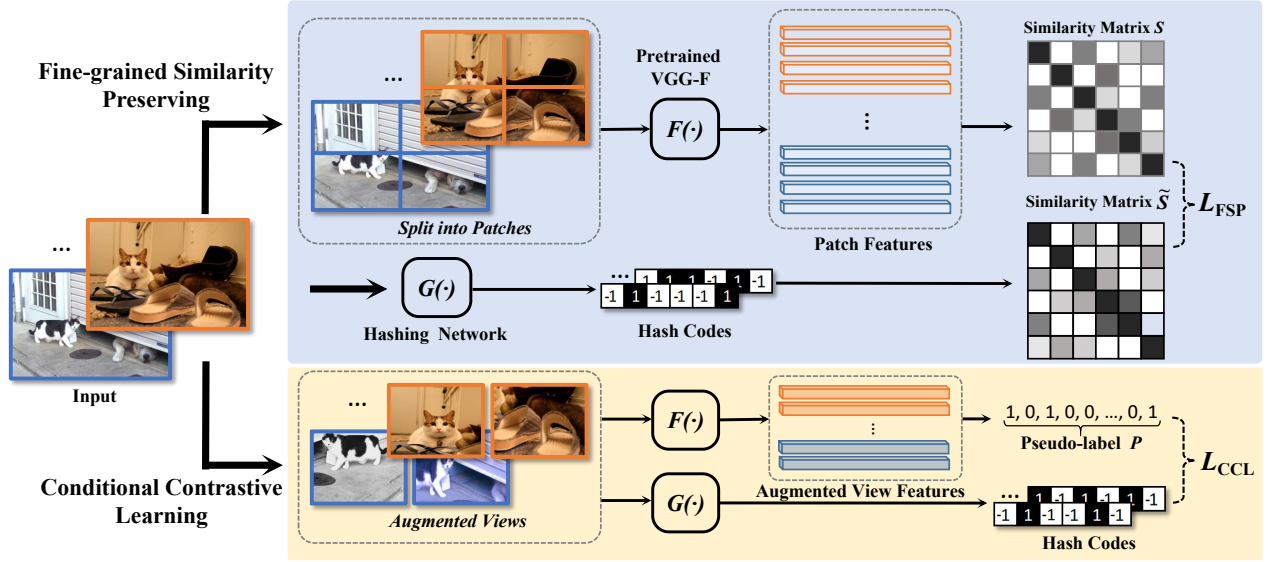 Fine-grained Similarity
Preserving
...
Input
Conditional Contrastive
Learning
...
Split into Patches
Pretrained
VGG-F
F(·)
...
Patch Features
Similarity Matrix S
Similarity Matrix S̃
L_FSP
G(·)
Hashing Network
... 1 1 1 -1 1 -1
-1 1 -1 -1 -1 1
Hash Codes
...
Augmented Views
F(·)
G(·)
...
Augmented View Features
1, 0, 1, 0, 0, ..., 0, 1
Pseudo-label P
L_CCL
... 1 -1 1 -1 1 -1
-1 1 -1 -1 1 -1
Hash Codes